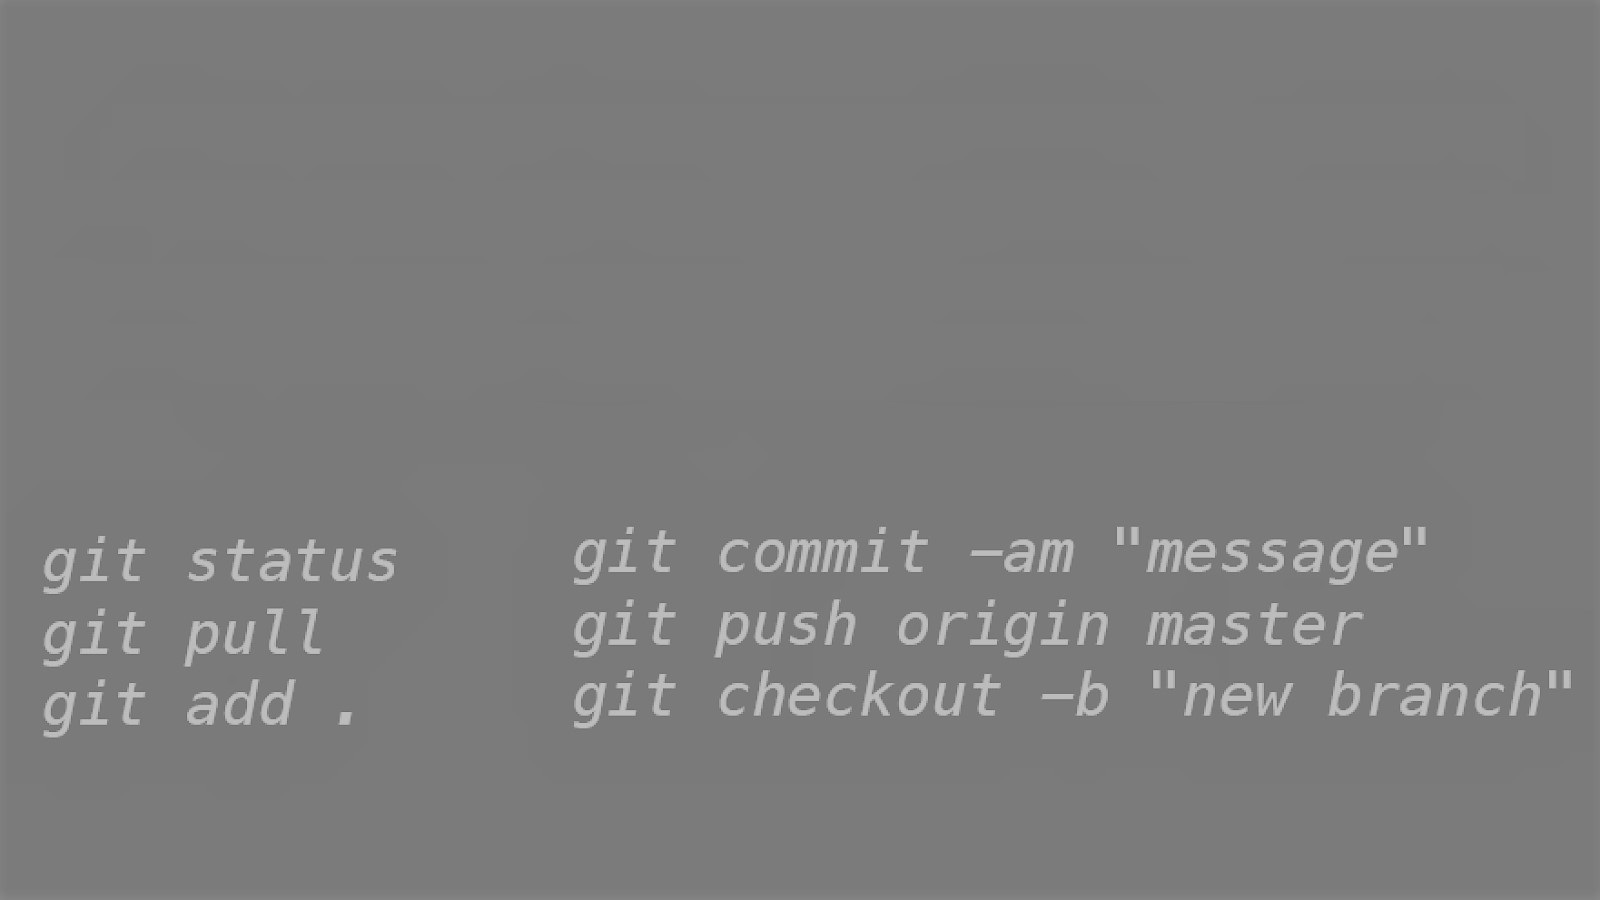 git status
git pull
git add .
git commit –am "message"
git push origin master
git checkout –b "new branch"